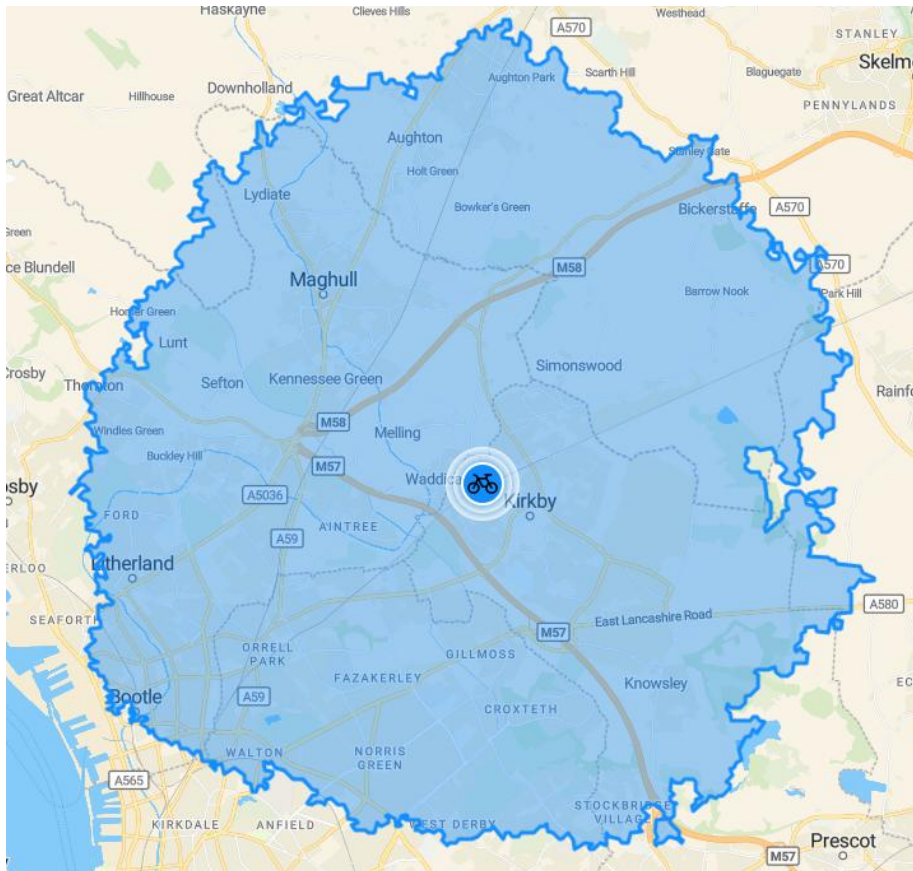 Haskayne
Clieves Hills
A570
Westhead
STANLEY
Skelme
Aughton Park
Scarth Hill
Blaguegate
PENNYLANDS
Great Altcar
Hillhouse
Downholland
Aughton
Stanley Gate
Holt Green
Lydiate
Bowker's Green
Bickerstaffe
A570
Green
ce Blundell
Maghull
M58
A570
Barrow Nook
Park Hill
Homer Green
Lunt
Simonswood
Crosby
Thornton
Sefton
Kennessee Green
Rainfo
M58
Windles Green
Melling
Buckley Hill
M57
Waddica
osby
A5036
Kirkby
FORD
AINTREE
A59
Litherland
ERLOO
A580
SEAFORTH
East Lancashire Road
M57
ORRELL
PARK
GILLMOSS
FAZAKERLEY
Knowsley
EC
Bootle
A59
CROXTETH
WALTON
NORRIS
GREEN
A565
STOCKBRIDGE
VILLAGE
KIRKDALE
ANFIELD
WEST DERBY
Prescot
M57